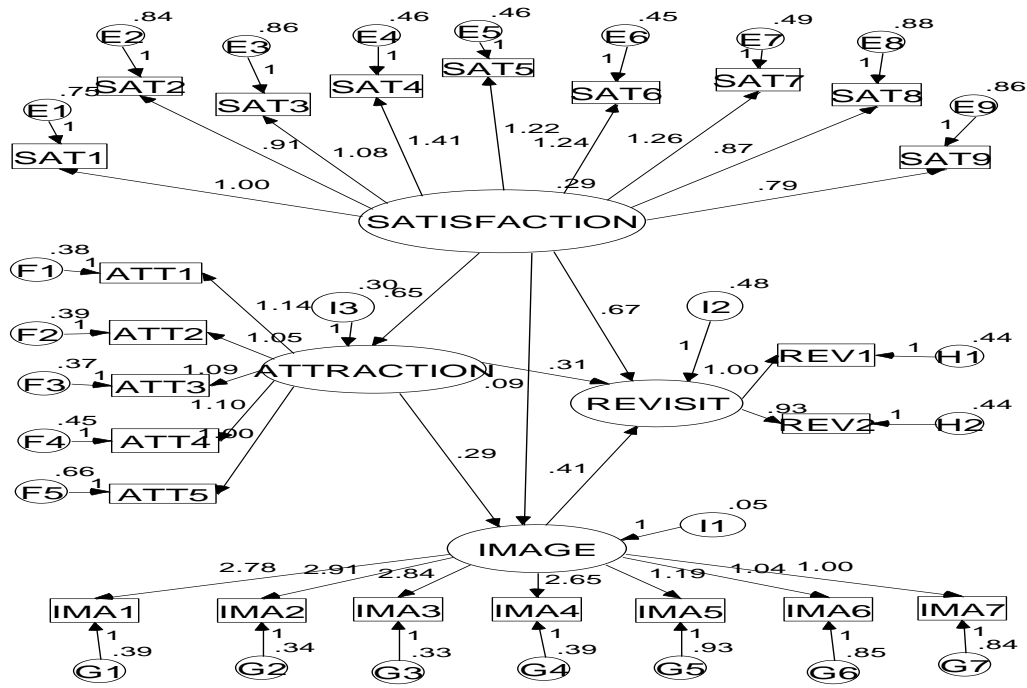 .84 .86 .46 .46 .45 .49 .88
E2 E3 E4 E5 E6 E7 E8
1 1 1 1 1 1 1
.75 .86
E1 E9
1 1
SAT2 SAT3 SAT4 SAT5 SAT6 SAT7 SAT8
SAT1 SAT9
1.00 .91 1.08 1.41 1.22 1.24 .29 1.26 .87 .79
SATISFACTION
.38
F1 1 ATT1
.39
F2 1 ATT2
.37
F3 1 ATT3
.45
F4 1 ATT4
.66
F5 1 ATT5
1.14
1.05
1.09
1.10
1.00
.30
I3
1
.65
ATTRACTION
.09
.31
.67
.48
I2
1
REVISIT
1.00
REV1 1 H1 .44
.93
REV2 1 H2 .44
.29
.41
.05
I1
1
IMAGE
2.78 2.91 2.84 2.65 1.19 1.04 1.00
IMA1 IMA2 IMA3 IMA4 IMA5 IMA6 IMA7
1 1 1 1 1 1 1
.39 .34 .33 .39 .93 .85 .84
G1 G2 G3 G4 G5 G6 G7